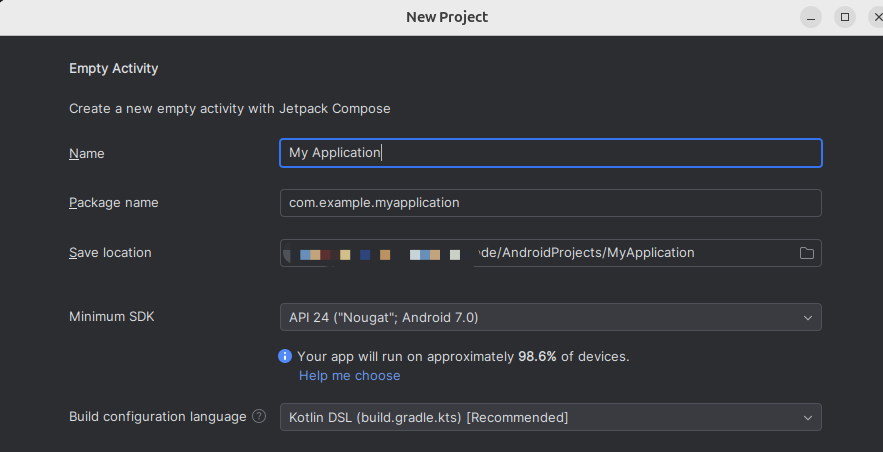 New Project
Empty Activity
Create a new empty activity with Jetpack Compose
Name My Application
Package name com.example.myapplication
Save location de/AndroidProjects/MyApplication
Minimum SDK API 24 ("Nougat"; Android 7.0)
Your app will run on approximately 98.6% of devices.
Help me choose
Build configuration language ? Kotlin DSL (build.gradle.kts) [Recommended]